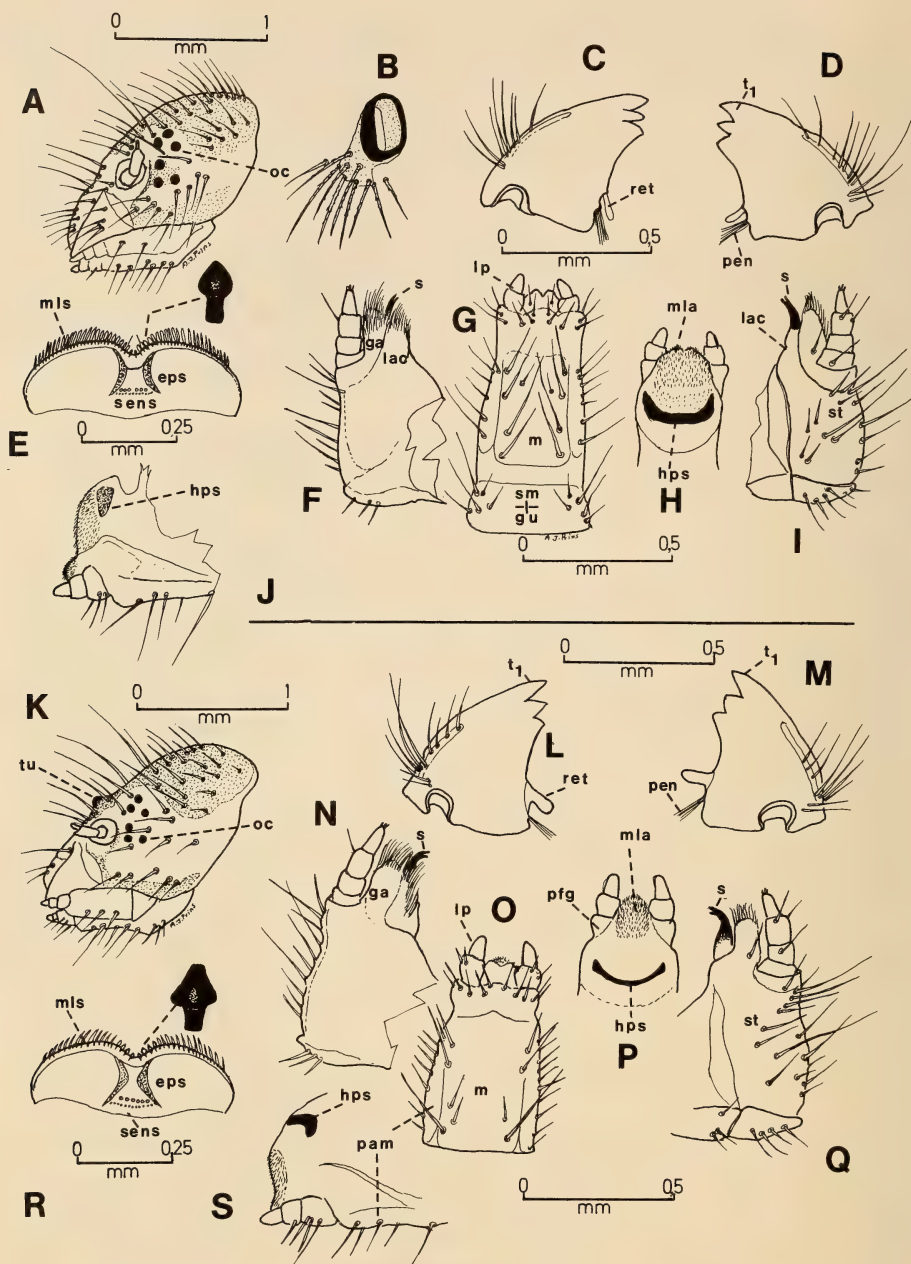 0 1
mm
A
B
C
D
t1
oc
ret
0 0,5
mm
pen
A.J.Prins
mls
eps
sens
0 0,25
mm
E
s
ga
lac
F
lp
G
m
sm
gu
A.J.Prins
0 0,5
mm
mla
hps
H
s
lac
st
I
hps
J
0 0,5
mm
K
0 1
mm
tu
oc
A.J.Prins
t1
L
ret
t1
M
pen
N
s
ga
O
lp
m
mla
pfg
hps
P
s
st
Q
mls
eps
sens
0 0,25
mm
R
hps
pam
S
0 0,5
mm